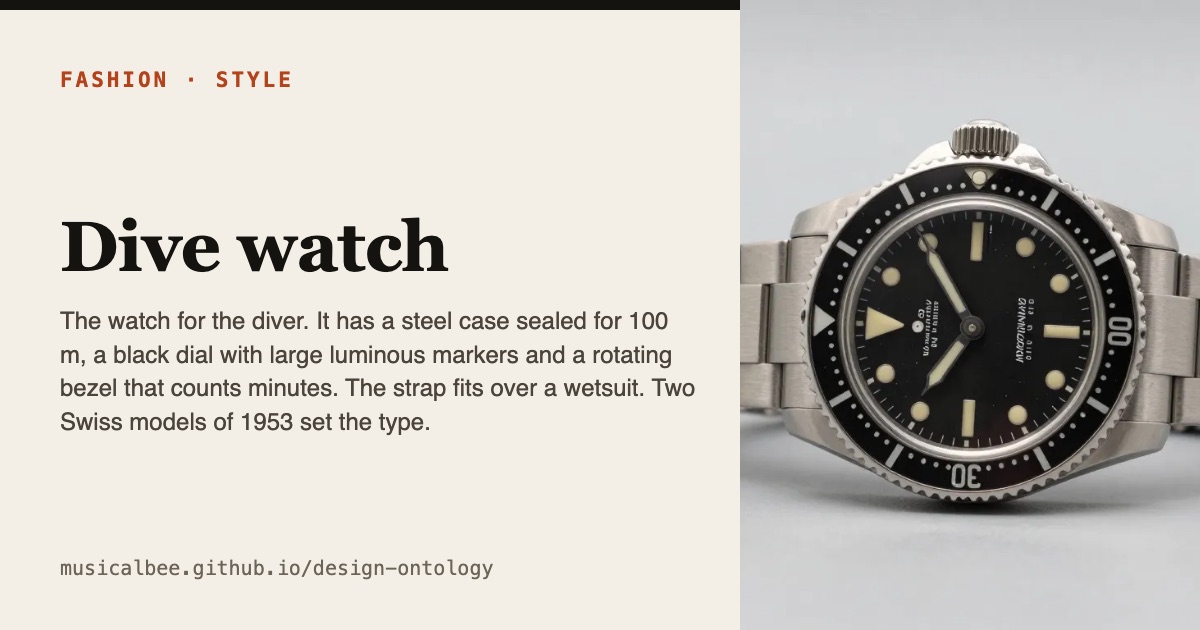 FASHION · STYLE
Dive watch
The watch for the diver. It has a steel case sealed for 100
m, a black dial with large luminous markers and a rotating
bezel that counts minutes. The strap fits over a wetsuit. Two
Swiss models of 1953 set the type.
musicalbee.github.io/design-ontology
00
30